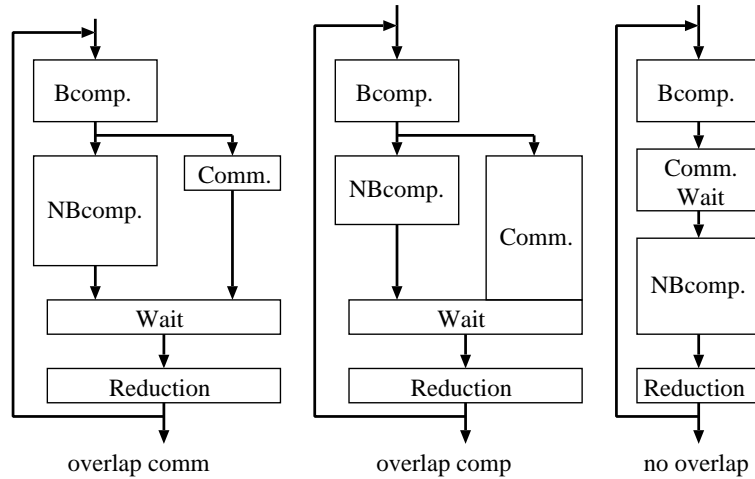 Bcomp.
NBcomp.
Comm.
Wait
Reduction
overlap comm
Bcomp.
NBcomp.
Comm.
Wait
Reduction
overlap comp
Bcomp.
Comm.
Wait
NBcomp.
Reduction
no overlap